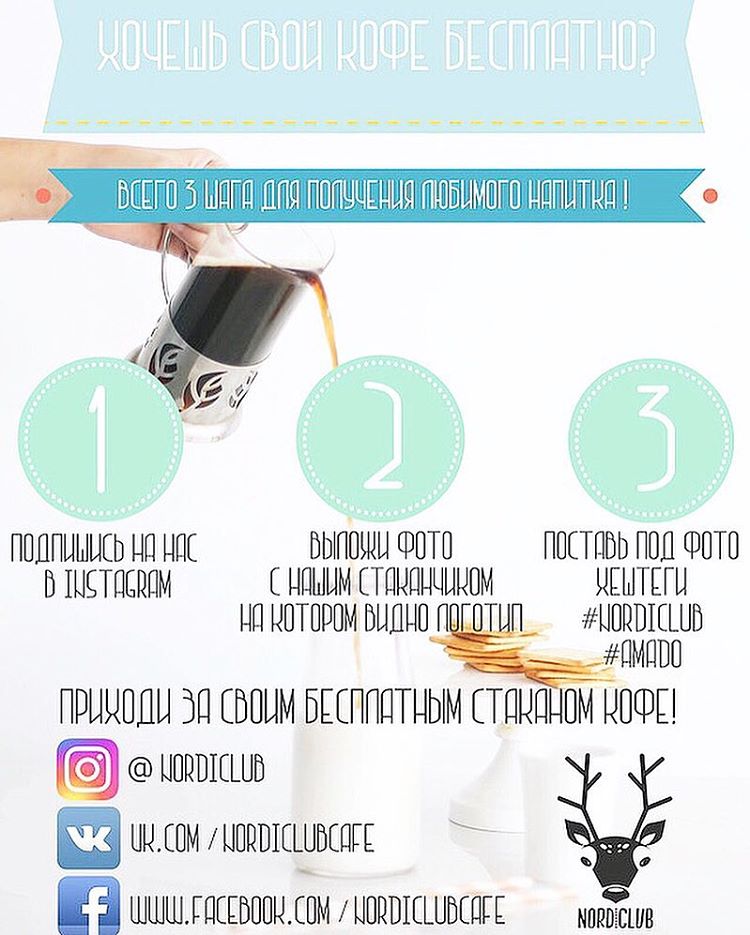 ХОЧЕШЬ СВОЙ КОФЕ БЕСПЛАТНО?
ВСЕГО 3 ШАГА ДЛЯ ПОЛУЧЕНИЯ ЛЮБИМОГО НАПИТКА !
1
ПОДПИШИСЬ НА НАС
В INSTAGRAM
2
ВЫЛОЖИ ФОТО
С НАШИМ СТАКАНЧИКОМ
НА КОТОРОМ ВИДНО ЛОГОТИП
3
ПОСТАВЬ ПОД ФОТО
ХЕШТЕГИ
#NORDICLUB
#AMADO
ПРИХОДИ ЗА СВОИМ БЕСПЛАТНЫМ СТАКАНОМ КОФЕ!
@ NORDICLUB
VK.COM / NORDICLUBCAFE
WWW.FACEBOOK.COM / NORDICLUBCAFE
NORDICLUB